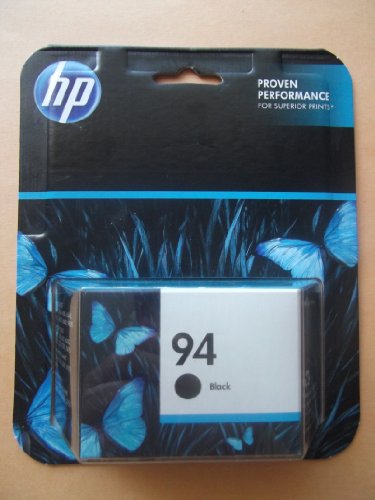 hp
PROVEN
PERFORMANCE
FOR SUPERIOR PRINTS*
94
Black